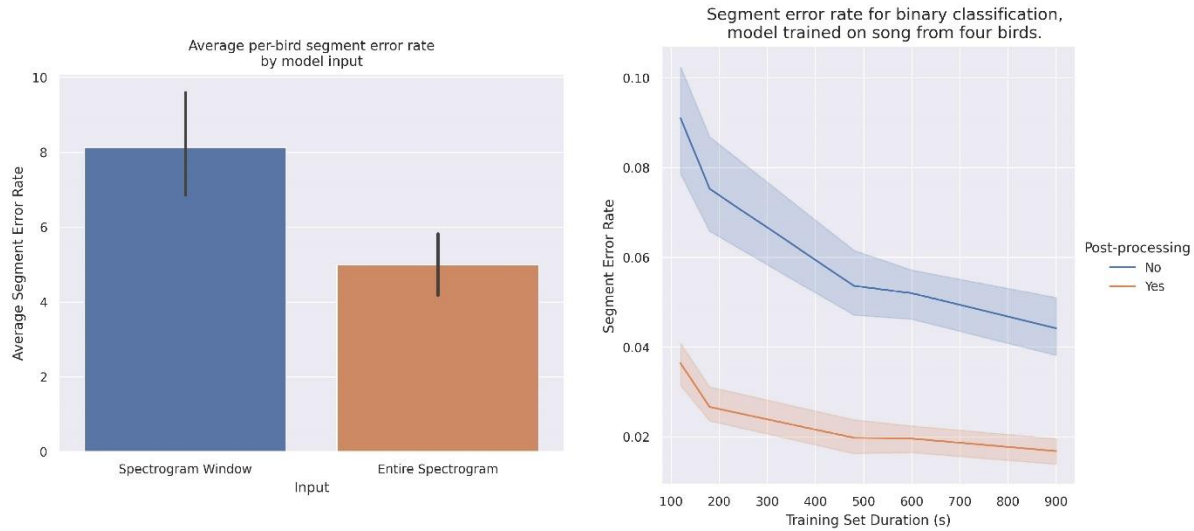 Average per-bird segment error rate
by model input
Average Segment Error Rate
10
8
6
4
2
0
Spectrogram Window
Entire Spectrogram
Input
Segment error rate for binary classification,
model trained on song from four birds.
Segment Error Rate
0.10
0.08
0.06
0.04
0.02
100 200 300 400 500 600 700 800 900
Training Set Duration (s)
Post-processing
No
Yes